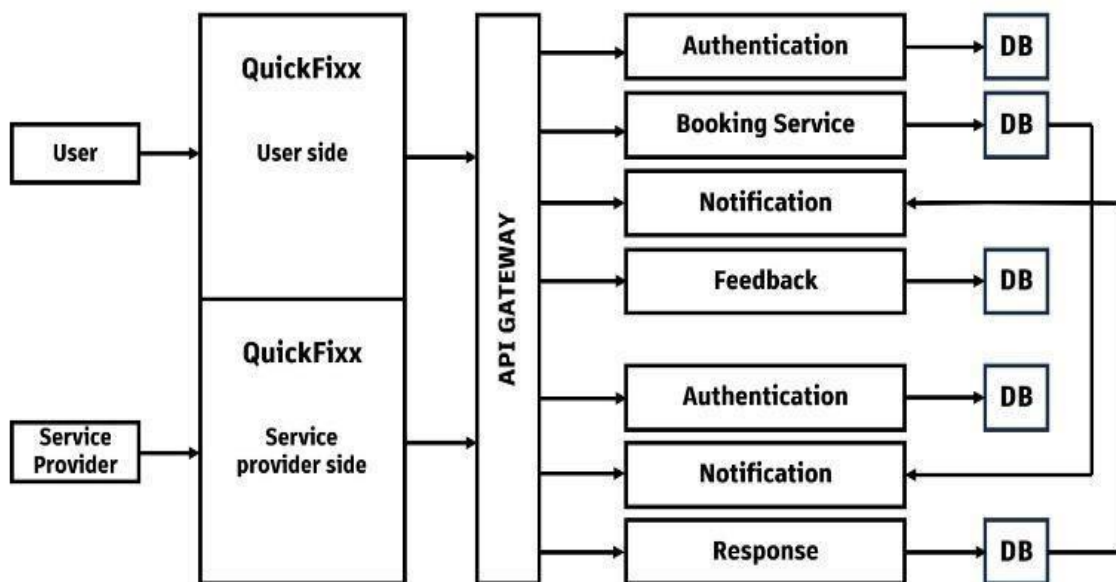 User
Service
Provider
QuickFixx
User side
QuickFixx
Service
provider side
API GATEWAY
Authentication
DB
Booking Service
DB
Notification
Feedback
DB
Authentication
DB
Notification
Response
DB